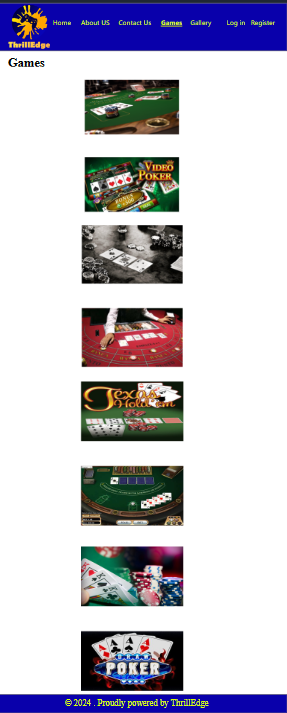 Home About US Contact Us Games Gallery Log in Register
ThrillEdge
Games
VIDEO
POKER
BONUS
Texas
Hold'em
POKER
© 2024 . Proudly powered by ThrillEdge